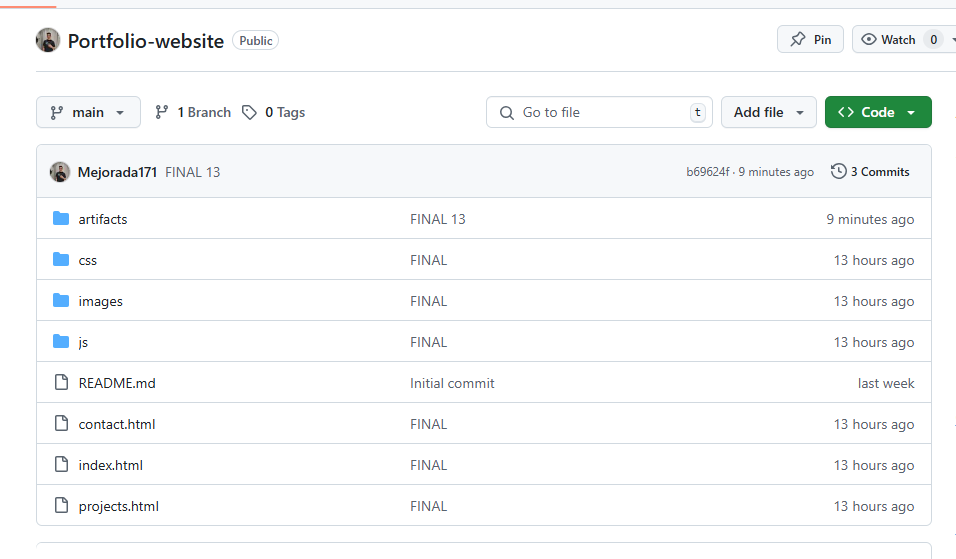 Portfolio-website Public Pin Watch 0
main 1 Branch 0 Tags Go to file t Add file Code
Mejorada171 FINAL 13 b69624f · 9 minutes ago 3 Commits
artifacts FINAL 13 9 minutes ago
css FINAL 13 hours ago
images FINAL 13 hours ago
js FINAL 13 hours ago
README.md Initial commit last week
contact.html FINAL 13 hours ago
index.html FINAL 13 hours ago
projects.html FINAL 13 hours ago